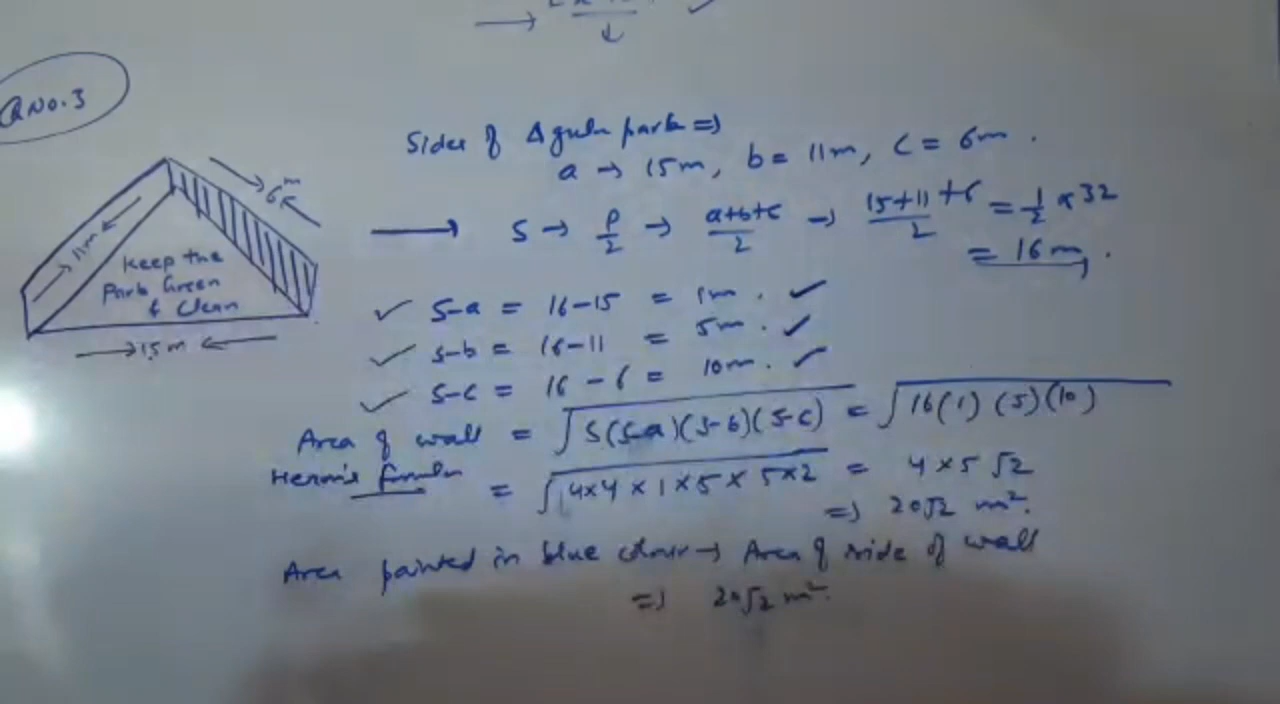 QNO.3
6m
11m
Keep the
Park Green
& Clean
15m
Sides of Δgular park ⇒
a → 15m, b = 11m, c = 6m.
→ S → P/2 → a+b+c/2 → 15+11+6/2 = 1/2 × 32
= 16m.
✓ S-a = 16-15 = 1m. ✓
✓ S-b = 16-11 = 5m. ✓
✓ S-c = 16-6 = 10m. ✓
Area of wall = √S(S-a)(S-b)(S-c) = √16(1)(5)(10)
Heron's formula = √4×4×1×5×5×2 = 4×5√2
⇒ 20√2 m².
Area painted in blue colour → Area of side of wall
⇒ 20√2 m².